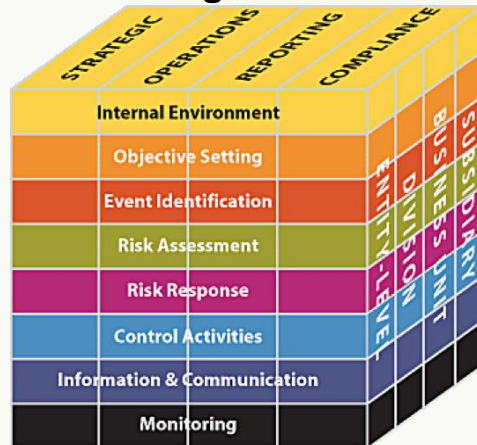 STRATEGIC
OPERATIONS
REPORTING
COMPLIANCE
Internal Environment
Objective Setting
Event Identification
Risk Assessment
Risk Response
Control Activities
Information & Communication
Monitoring
ENTITY-LEVEL
DIVISION
BUSINESS UNIT
SUBSIDIARY